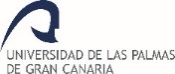 UNIVERSIDAD DE LAS PALMAS
DE GRAN CANARIA